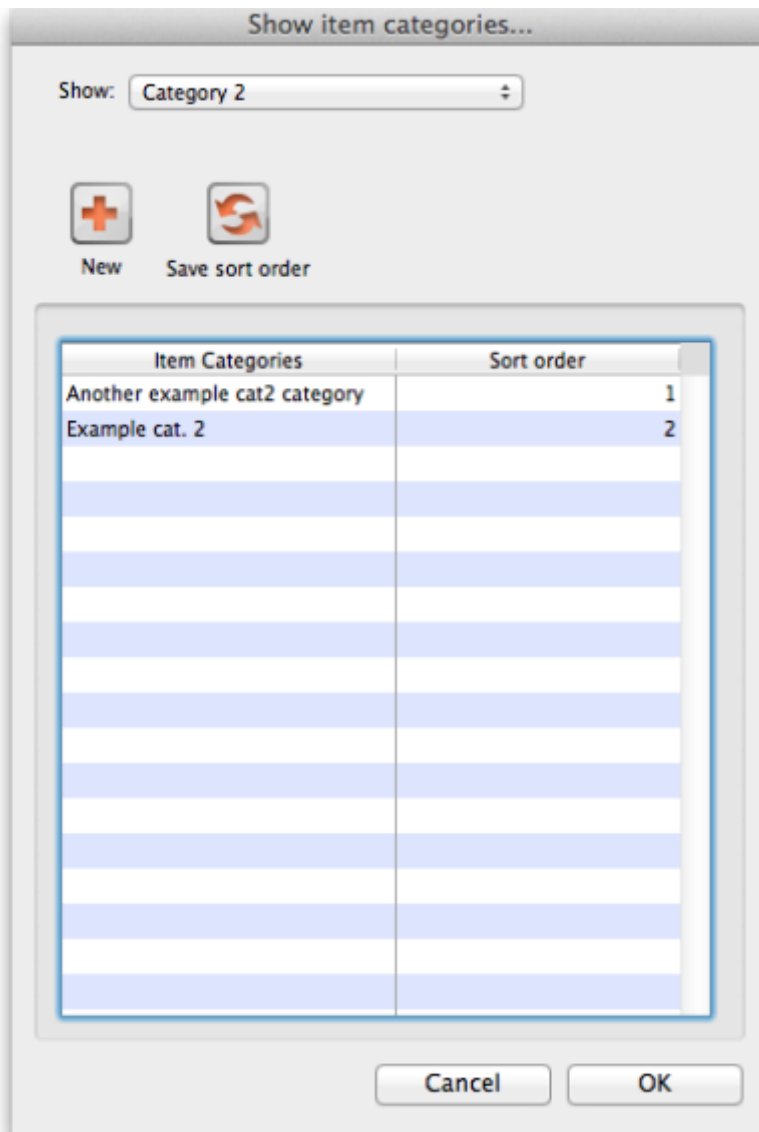 Show item categories...
Show: Category 2
New Save sort order
Item Categories Sort order
Another example cat2 category 1
Example cat. 2 2
Cancel OK